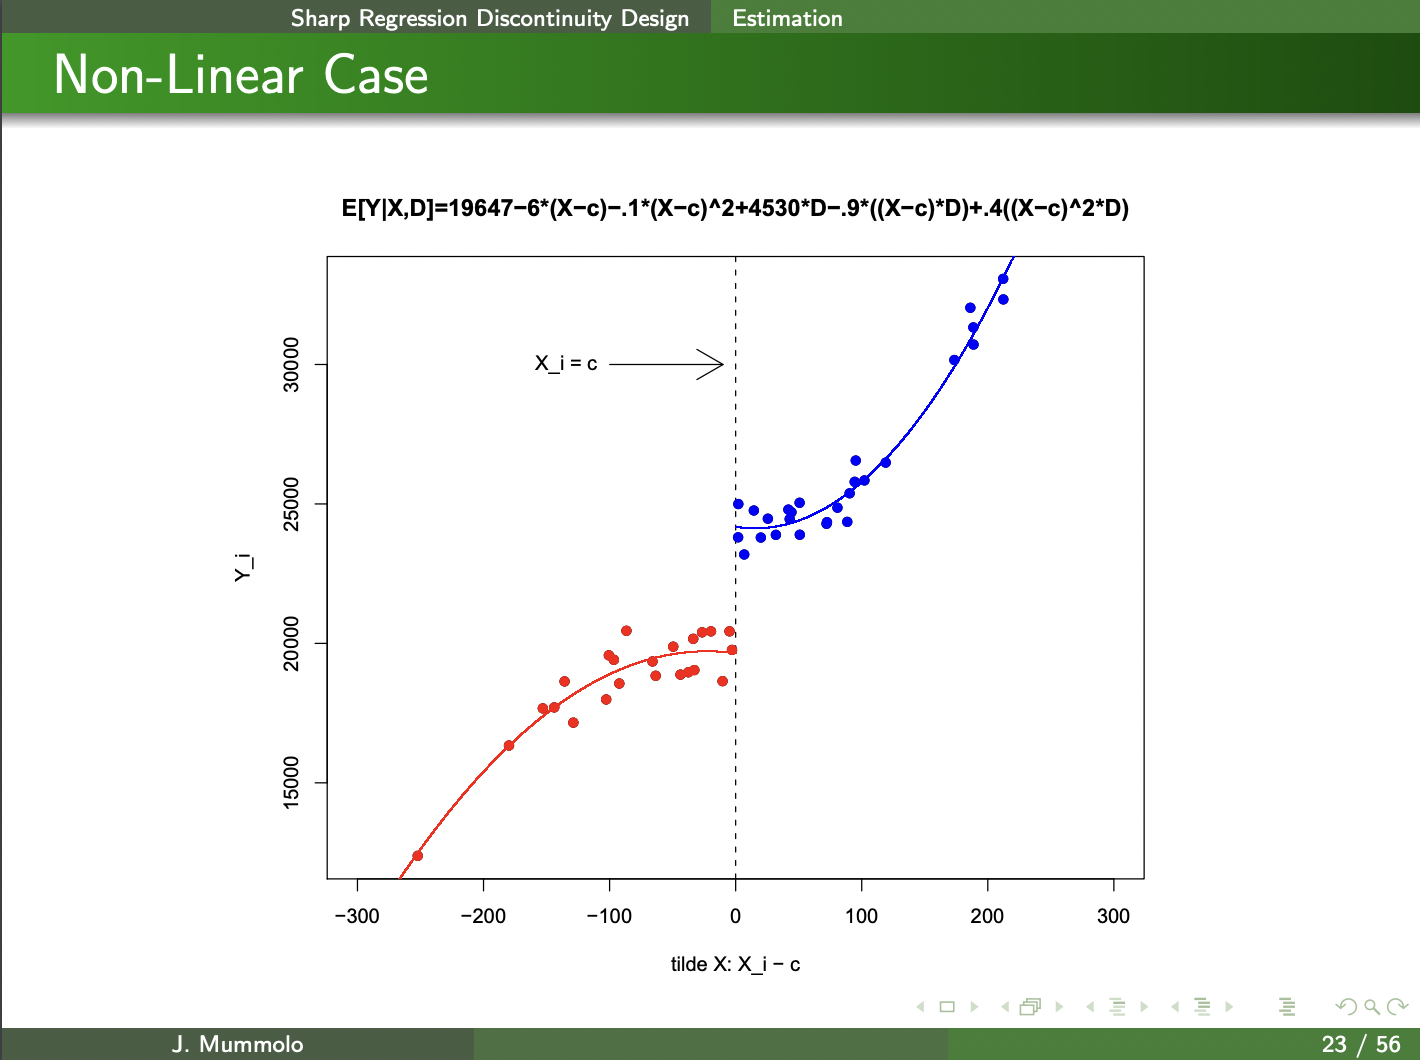 Sharp Regression Discontinuity Design Estimation
Non-Linear Case
E[Y|X,D]=19647−6*(X−c)−.1*(X−c)^2+4530*D−.9*((X−c)*D)+.4((X−c)^2*D)
X_i = c
30000
25000
20000
15000
Y_i
−300 −200 −100 0 100 200 300
tilde X: X_i − c
J. Mummolo 23 / 56